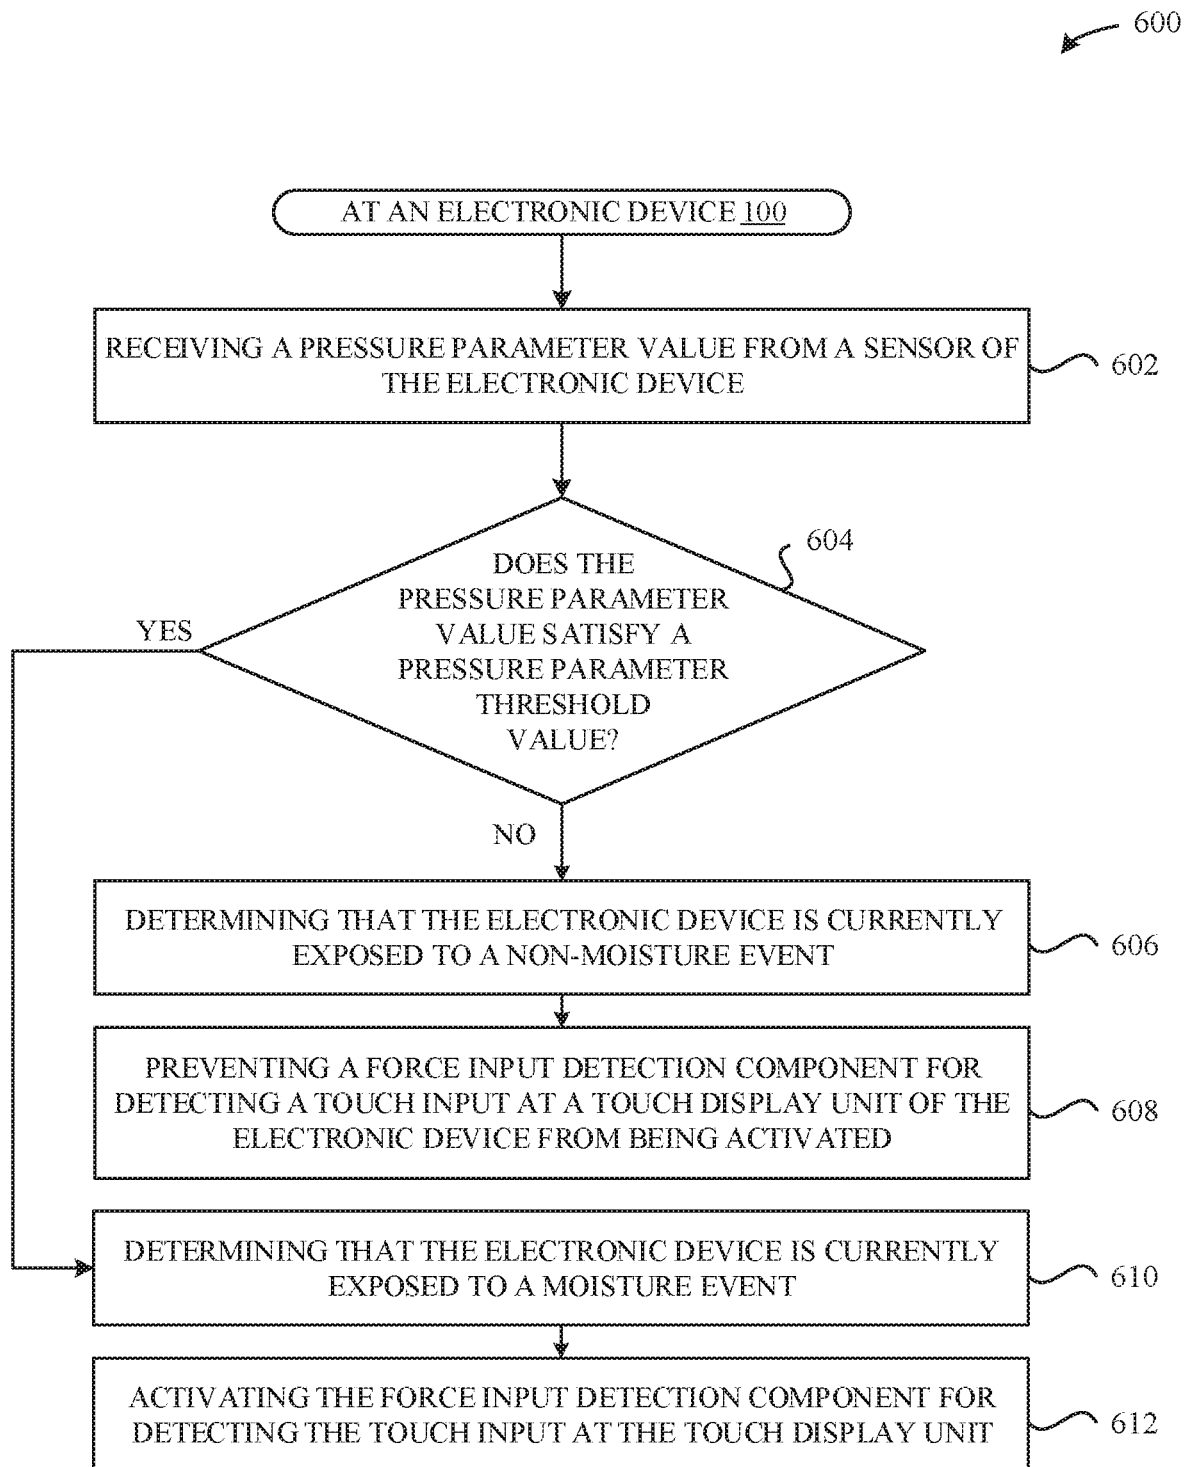 600
AT AN ELECTRONIC DEVICE 100
RECEIVING A PRESSURE PARAMETER VALUE FROM A SENSOR OF
THE ELECTRONIC DEVICE
602
604
DOES THE
PRESSURE PARAMETER
VALUE SATISFY A
PRESSURE PARAMETER
THRESHOLD
VALUE?
YES
NO
DETERMINING THAT THE ELECTRONIC DEVICE IS CURRENTLY
EXPOSED TO A NON-MOISTURE EVENT
606
PREVENTING A FORCE INPUT DETECTION COMPONENT FOR
DETECTING A TOUCH INPUT AT A TOUCH DISPLAY UNIT OF THE
ELECTRONIC DEVICE FROM BEING ACTIVATED
608
DETERMINING THAT THE ELECTRONIC DEVICE IS CURRENTLY
EXPOSED TO A MOISTURE EVENT
610
ACTIVATING THE FORCE INPUT DETECTION COMPONENT FOR
DETECTING THE TOUCH INPUT AT THE TOUCH DISPLAY UNIT
612